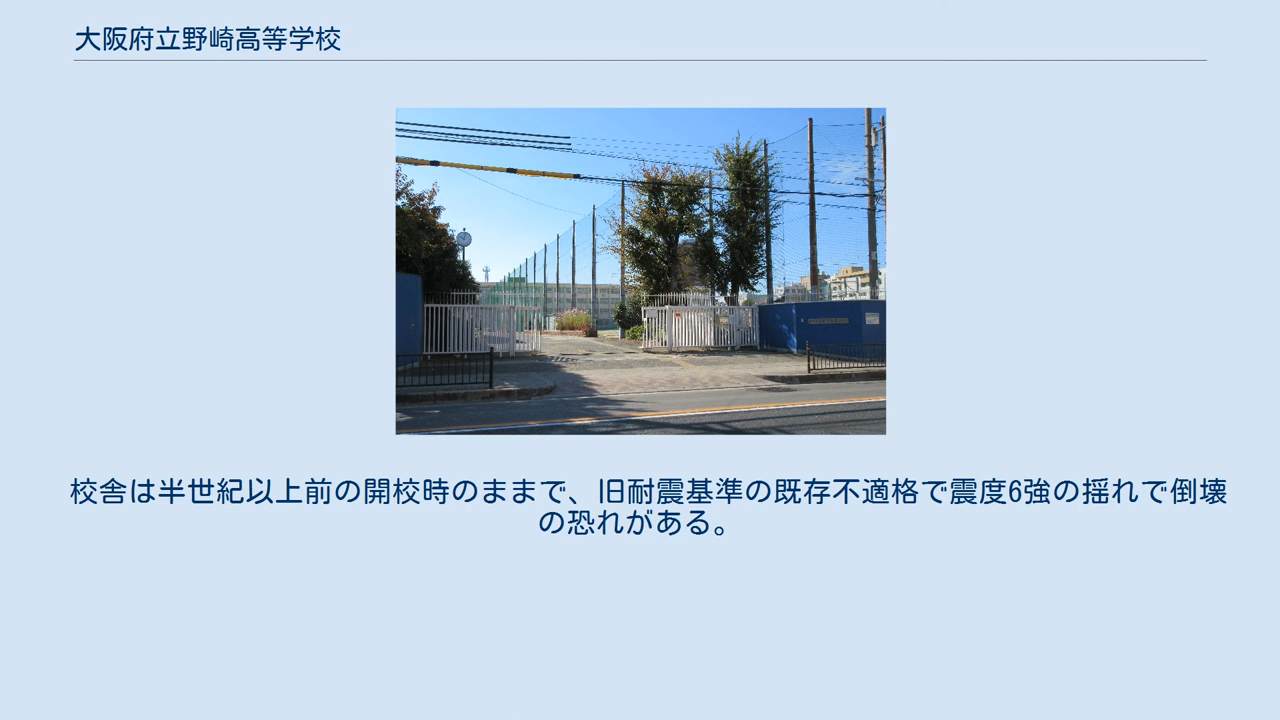 大阪府立野崎高等学校
校舎は半世紀以上前の開校時のままで、旧耐震基準の既存不適格で震度6強の揺れで倒壊
の恐れがある。